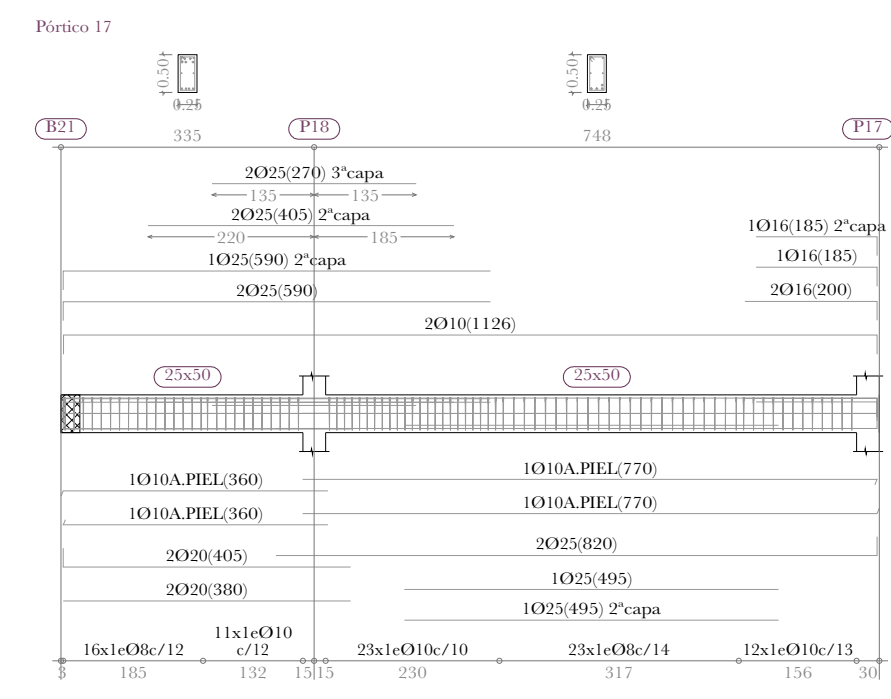 Pórtico 17
0.50
0.25
0.50
0.25
B21
P18
P17
335
748
2Ø25(270) 3ªcapa
135
135
2Ø25(405) 2ªcapa
220
185
1Ø16(185) 2ªcapa
1Ø25(590) 2ªcapa
1Ø16(185)
2Ø25(590)
2Ø16(200)
2Ø10(1126)
25x50
25x50
1Ø10A.PIEL(360)
1Ø10A.PIEL(770)
1Ø10A.PIEL(360)
1Ø10A.PIEL(770)
2Ø20(405)
2Ø25(820)
2Ø20(380)
1Ø25(495)
1Ø25(495) 2ªcapa
16x1eØ8c/12
11x1eØ10
c/12
23x1eØ10c/10
23x1eØ8c/14
12x1eØ10c/13
3
185
132
15
15
230
317
156
30